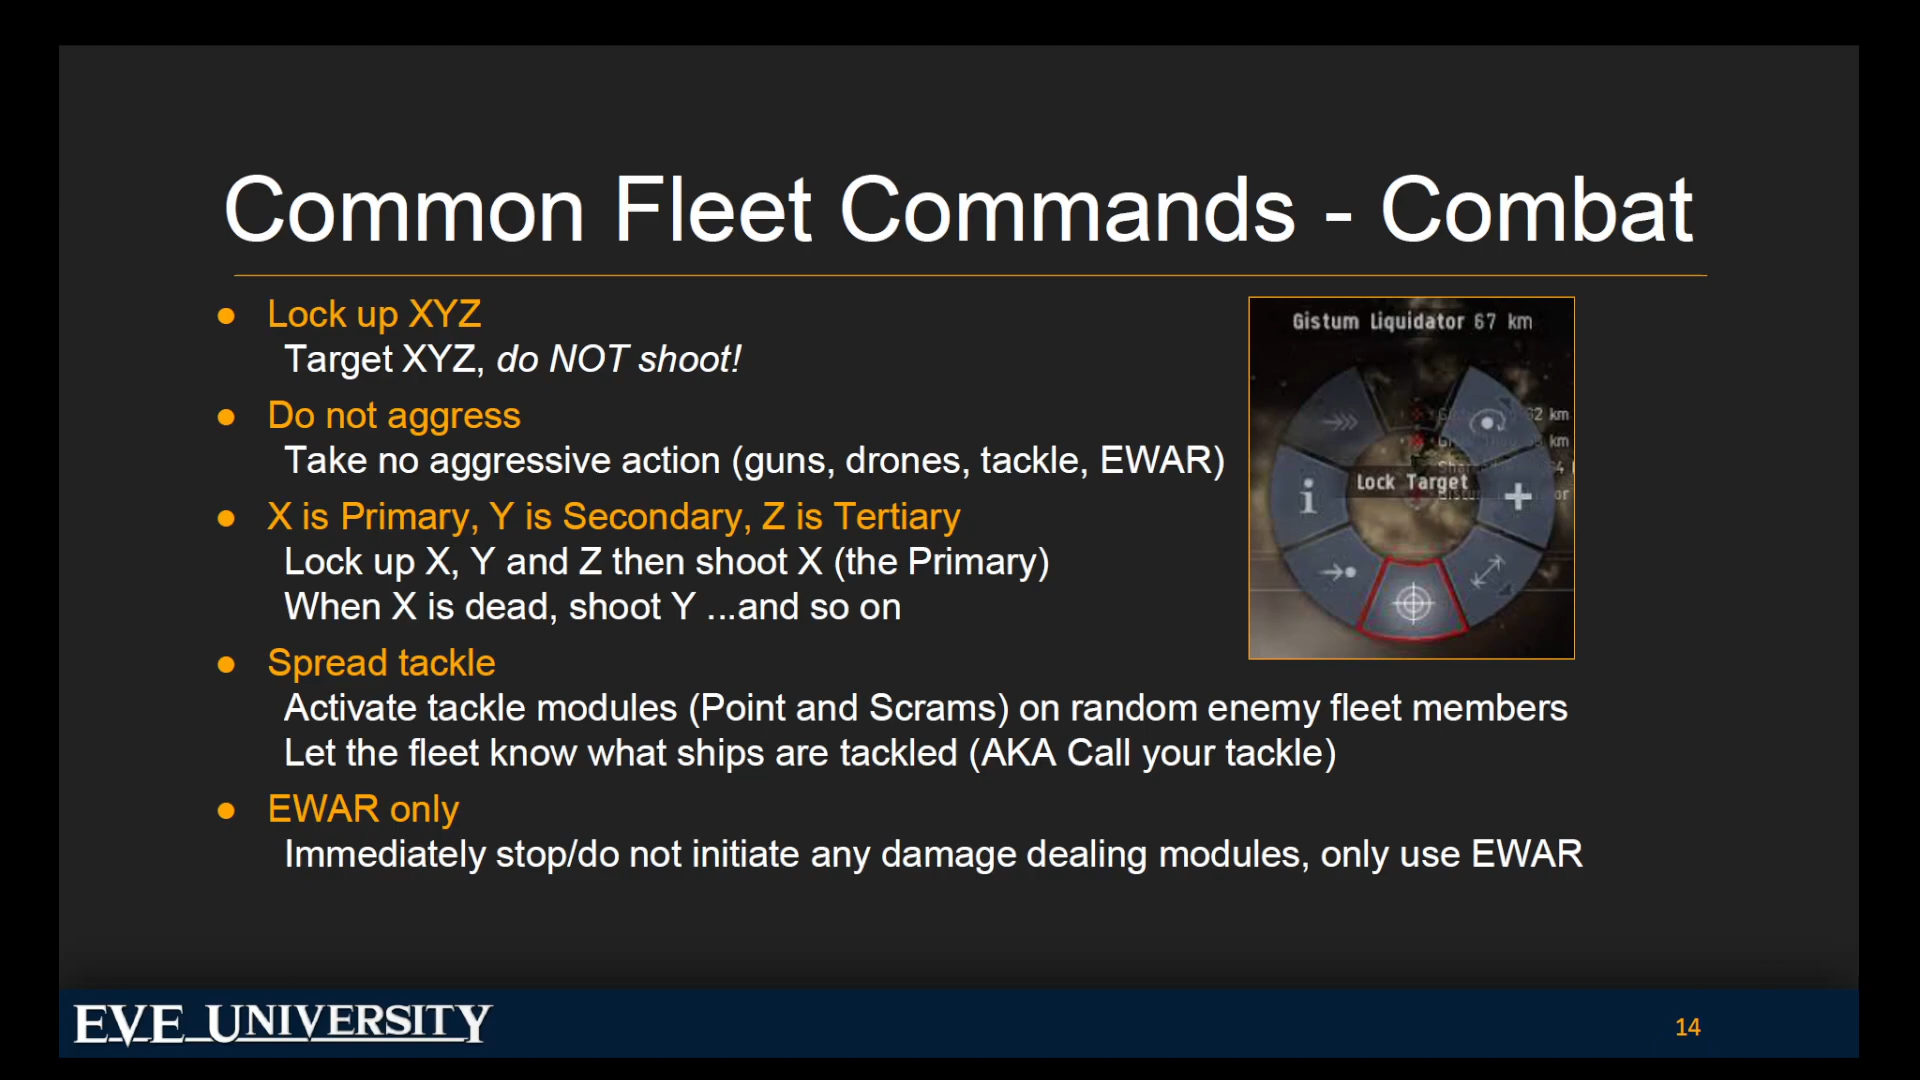 Common Fleet Commands - Combat
● Lock up XYZ
Target XYZ, do NOT shoot!
● Do not aggress
Take no aggressive action (guns, drones, tackle, EWAR)
● X is Primary, Y is Secondary, Z is Tertiary
Lock up X, Y and Z then shoot X (the Primary)
When X is dead, shoot Y ...and so on
● Spread tackle
Activate tackle modules (Point and Scrams) on random enemy fleet members
Let the fleet know what ships are tackled (AKA Call your tackle)
● EWAR only
Immediately stop/do not initiate any damage dealing modules, only use EWAR
Gistum Liquidator 67 km
km
km
Lock Target
EVE UNIVERSITY
14